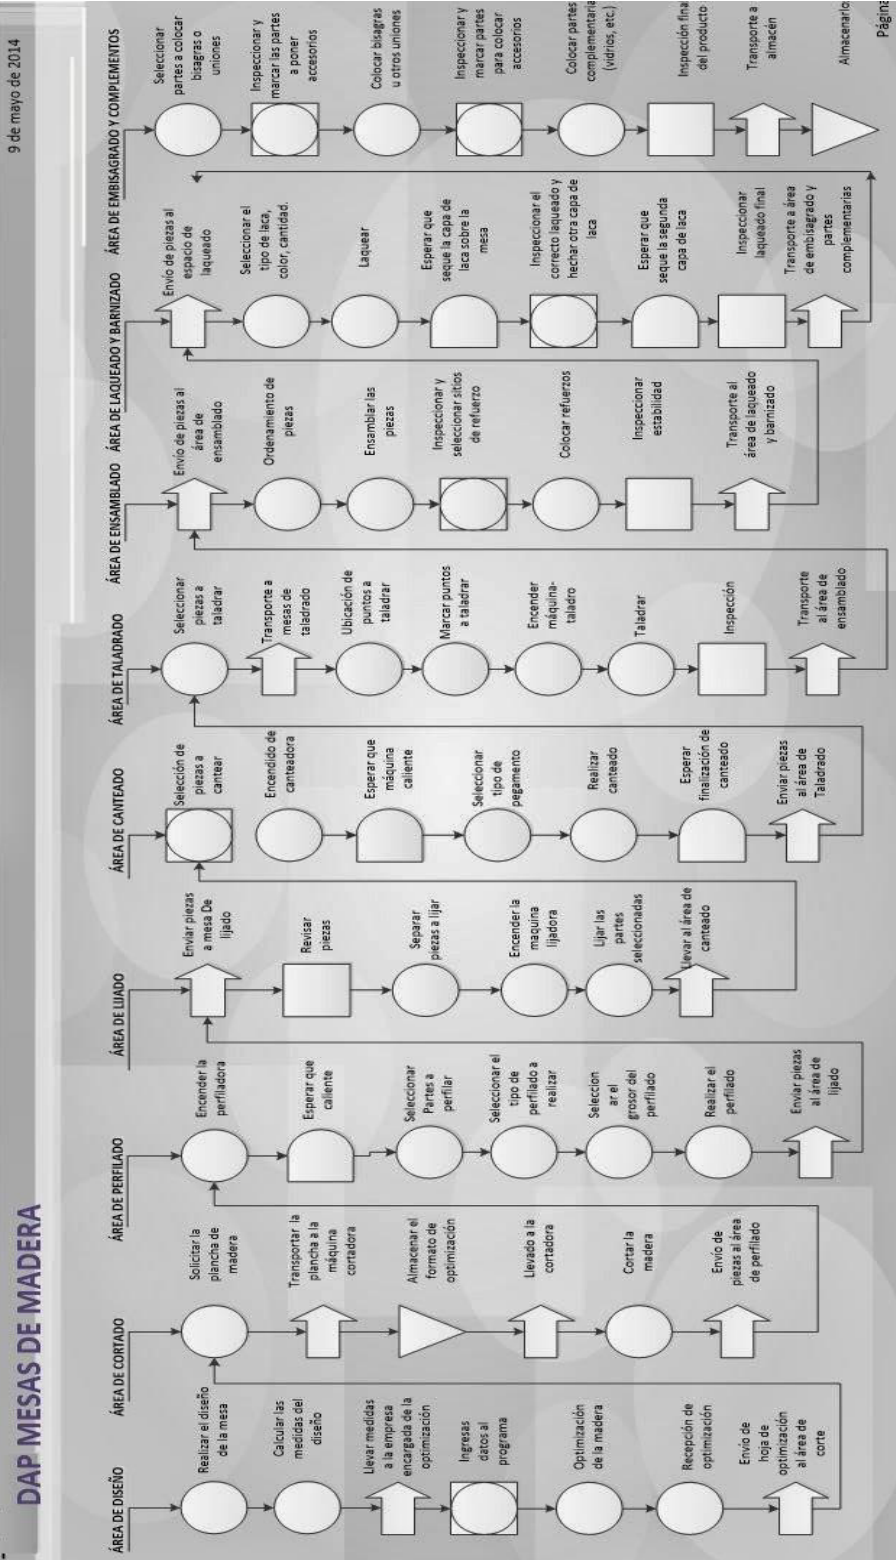 9 de mayo de 2014
DAP MESAS DE MADERA
ÁREA DE DISEÑO
Realizar el diseño
de la mesa
Calcular las
medidas del
diseño
Llevar medidas
a la empresa
encargada de la
optimización
Ingresas
datos al
programa
Optimización
de la madera
Recepción de
optimización
Envío de
hoja de
optimización
al área de
corte
ÁREA DE CORTADO
Solicitar la
plancha de
madera
Transportar la
plancha a la
máquina
cortadora
Almacenar el
formato de
optimización
Llevado a la
cortadora
Cortar la
madera
Envío de
piezas al área
de perfilado
ÁREA DE PERFILADO
Encender la
perfiladora
Esperar que
caliente
Seleccionar
Partes a
perfilar
Seleccionar el
tipo de
perfilado a
realizar
Seleccion
ar el
grosor del
perfilado
Realizar el
perfilado
Enviar piezas
al área de
lijado
ÁREA DE LIJADO
Enviar piezas
a mesa De
lijado
Revisar
piezas
Separar
piezas a lijar
Encender la
maquina
lijadora
Lijar las
partes
seleccionadas
Llevar al área de
canteado
ÁREA DE CANTEADO
Selección de
piezas a
cantear
Encendido de
canteadora
Esperar que
máquina
caliente
Seleccionar
tipo de
pegamento
Realizar
canteado
Esperar
finalización de
canteado
Enviar piezas
al área de
Taladrado
ÁREA DE TALADRADO
Seleccionar
piezas a
taladrar
Transporte a
mesas de
taladrado
Ubicación de
puntos a
taladrar
Marcar puntos
a taladrar
Encender
máquina-
taladro
Taladrar
Inspección
Transporte
al área de
ensamblado
ÁREA DE ENSAMBLADO
Envío de piezas al
área de
ensamblado
Ordenamiento de
piezas
Ensamblar las
piezas
Inspeccionar y
seleccionar sitios
de refuerzo
Colocar refuerzos
Inspeccionar
estabilidad
Transporte al
área de laqueado
y barnizado
ÁREA DE LAQUEADO Y BARNIZADO
Envío de piezas al
espacio de
laqueado
Seleccionar el
tipo de laca,
color, cantidad.
Laquear
Esperar que
seque la capa de
laca sobre la
mesa
Inspeccionar el
correcto laqueado y
hechar otra capa de
laca
Esperar que
seque la segunda
capa de laca
Inspeccionar
laqueado final
Transporte a área
de embisagrado y
partes
complementarias
ÁREA DE EMBISAGRADO Y COMPLEMENTOS
Seleccionar
partes a colocar
bisagras o
uniones
Inspeccionar y
marcar las partes
a poner
accesorios
Colocar bisagras
u otros uniones
Inspeccionar y
marcar partes
para colocar
accesorios
Colocar partes
complementaria
(vidrios, etc.)
Inspección fina
del producto
Transporte a
almacén
Almacenarlo
Página